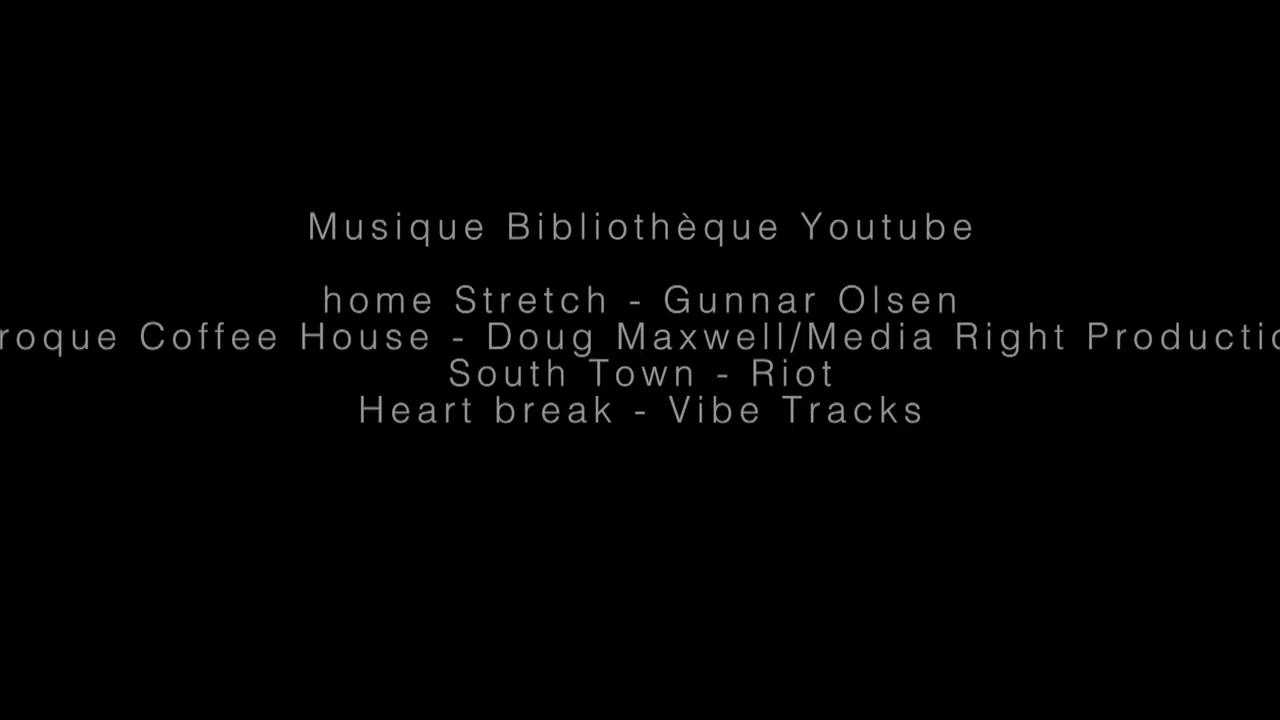 Musique Bibliothèque Youtube
home Stretch - Gunnar Olsen
roque Coffee House - Doug Maxwell/Media Right Productio
South Town - Riot
Heart break - Vibe Tracks